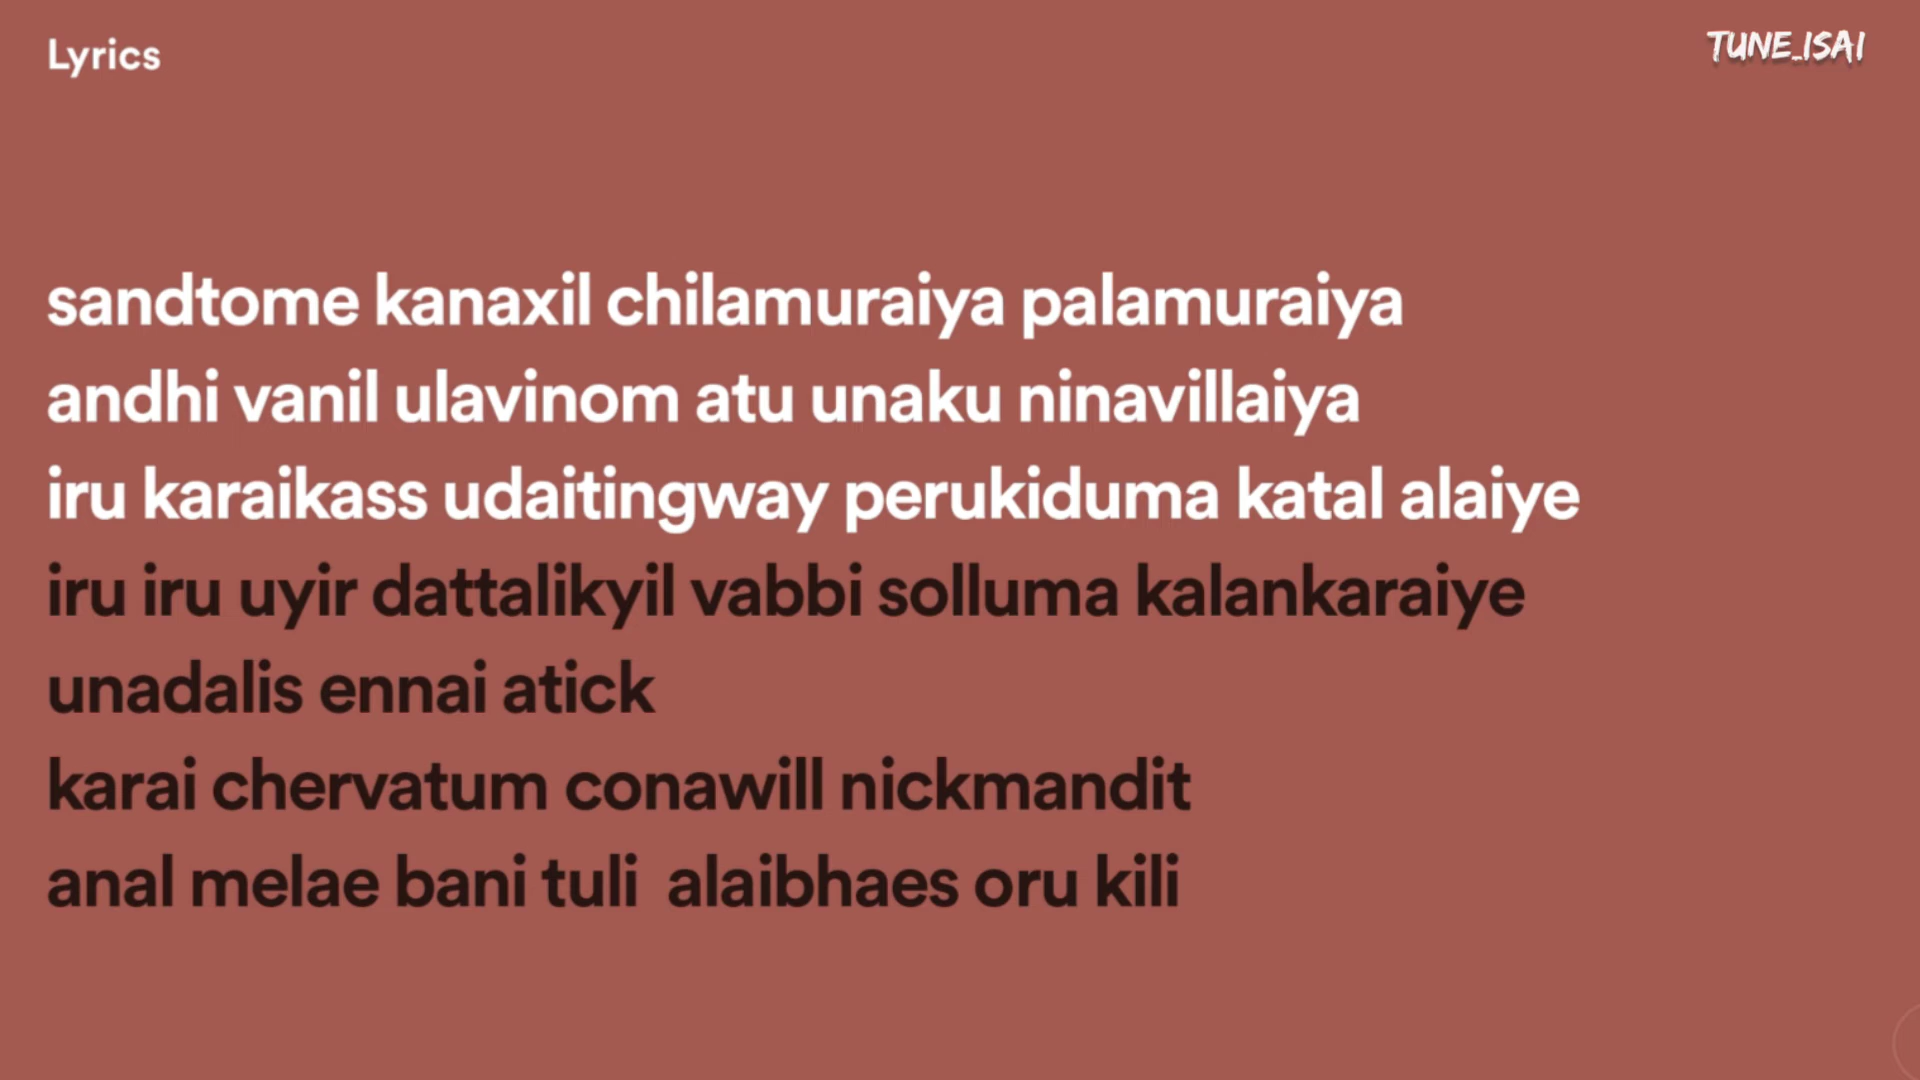 Lyrics
TUNE_ISAI
sandtome kanaxil chilamuraiya palamuraiya
andhi vanil ulavinom atu unaku ninavillaiya
iru karaikass udaitingway perukiduma katal alaiye
iru iru uyir dattalikyil vabbi solluma kalankaraiye
unadalis ennai atick
karai chervatum conawill nickmandit
anal melae bani tuli  alaibhaes oru kili